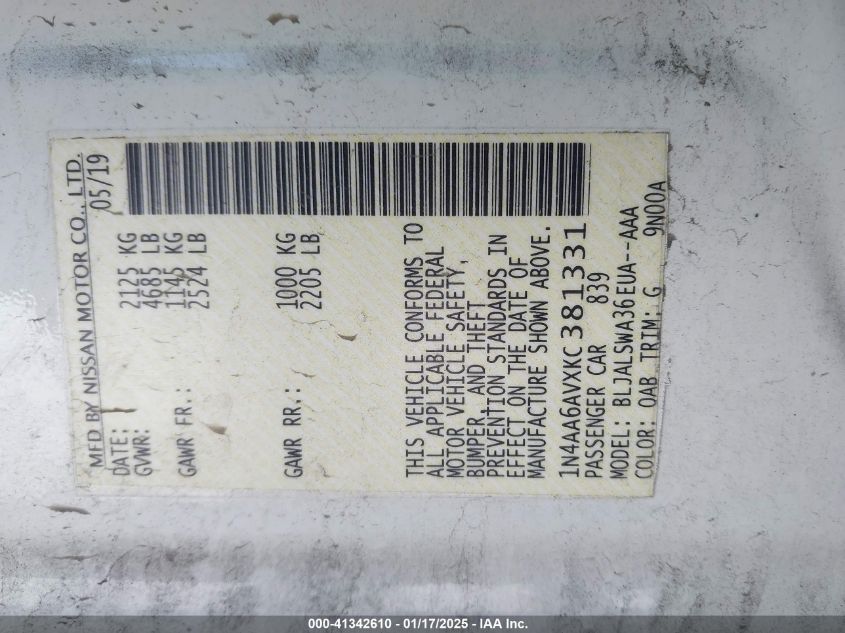 MFD BY NISSAN MOTOR CO., LTD.
DATE: 05/19
GVWR: 2125 KG
4685 LB
GAWR FR.: 1145 KG
2524 LB
GAWR RR.: 1000 KG
2205 LB
THIS VEHICLE CONFORMS TO
ALL APPLICABLE FEDERAL
MOTOR VEHICLE SAFETY,
BUMPER, AND THEFT
PREVENTION STANDARDS IN
EFFECT ON THE DATE OF
MANUFACTURE SHOWN ABOVE.
1N4AA6AVXKC381331
PASSENGER CAR 839
MODEL: BLJALSWA36EUA--AAA
COLOR: QAB TRIM: G 9N00A
000-41342610 - 01/17/2025 - IAA Inc.